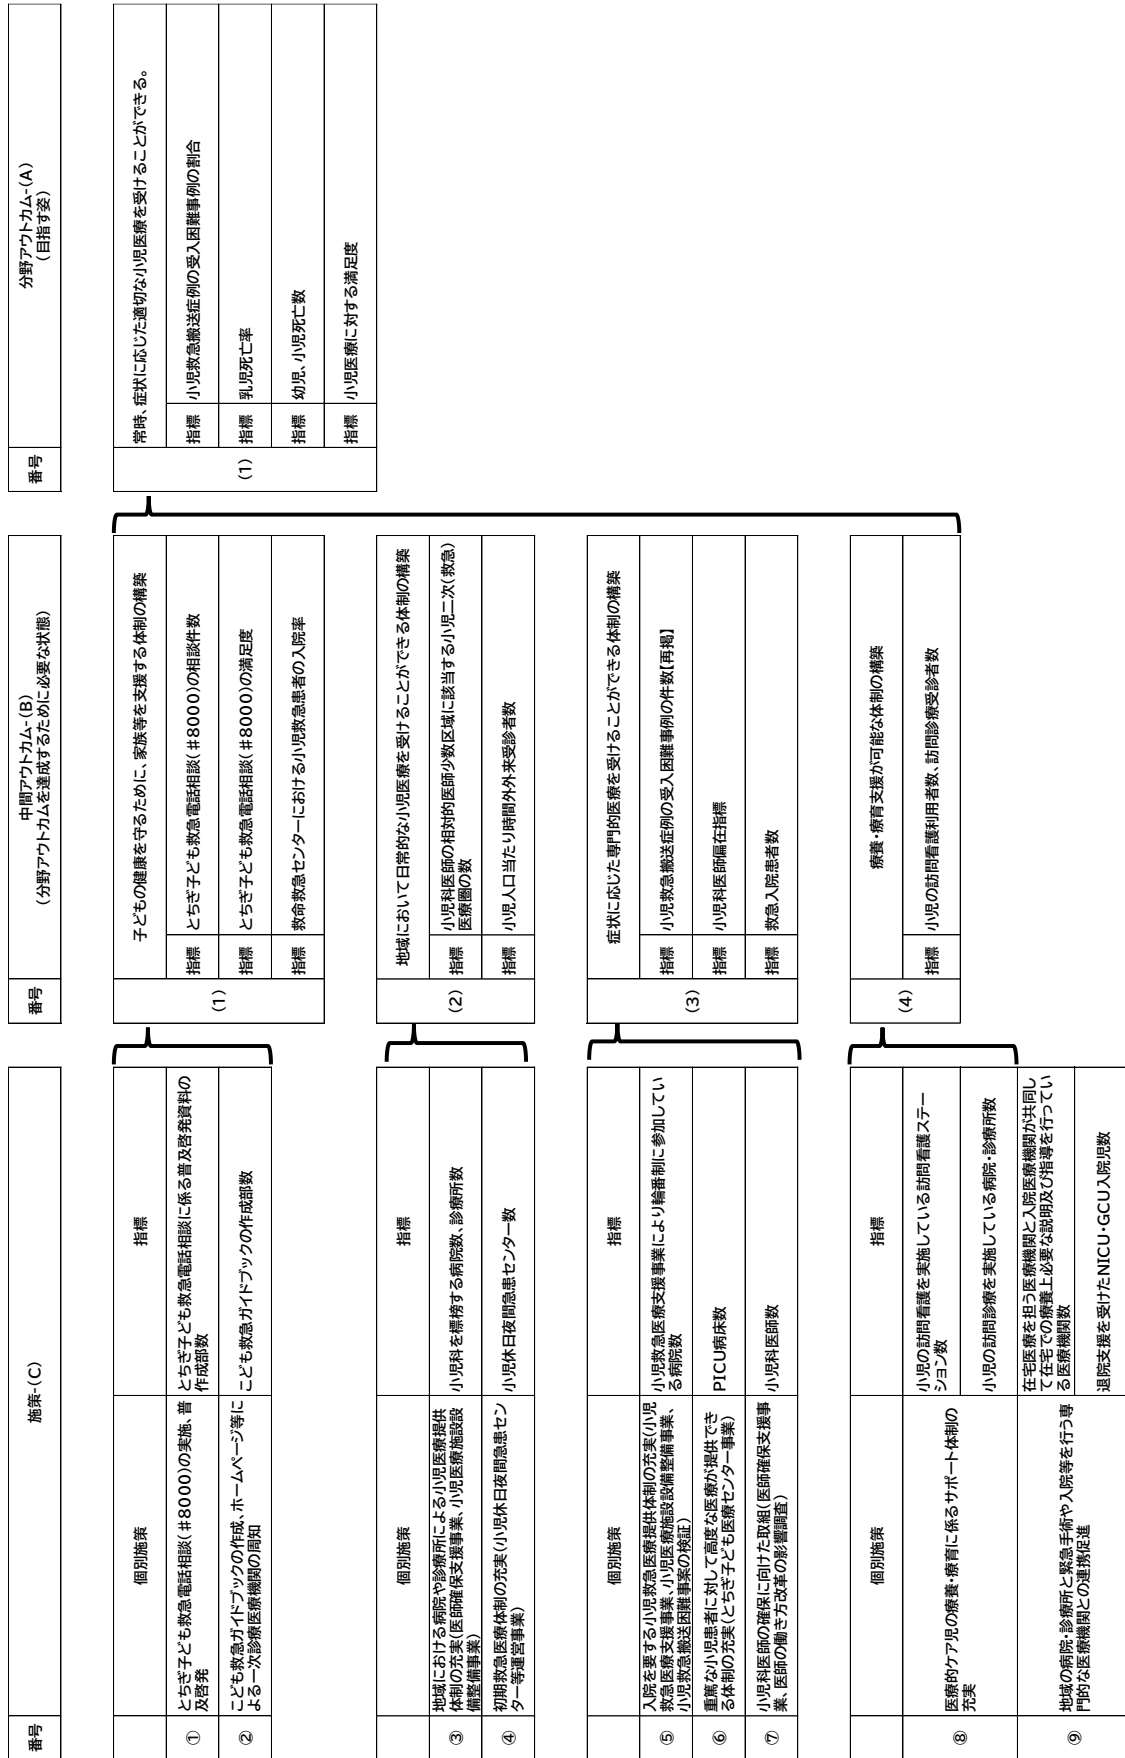 番号
施策-(C)
番号
中間アウトカム-(B)
(分野アウトカムを達成するために必要な状態)
番号
分野アウトカム-(A)
(目指す姿)
個別施策
指標
①
とちぎ子ども救急電話相談(#8000)の実施、普
及啓発
とちぎ子ども救急電話相談に係る普及啓発資料の
作成部数
②
こども救急ガイドブックの作成、ホームページ等に
よる一次診療医療機関の周知
こども救急ガイドブックの作成部数
(1)
子どもの健康を守るために、家族等を支援する体制の構築
指標
とちぎ子ども救急電話相談(#8000)の相談件数
指標
とちぎ子ども救急電話相談(#8000)の満足度
指標
救命救急センターにおける小児救急患者の入院率
(1)
常時、症状に応じた適切な小児医療を受けることができる。
指標
小児救急搬送症例の受入困難事例の割合
指標
乳児死亡率
指標
幼児、小児死亡数
指標
小児医療に対する満足度
個別施策
指標
③
地域における病院や診療所による小児医療提供
体制の充実(医師確保支援事業、小児医療施設設
備整備事業)
小児科を標榜する病院数、診療所数
④
初期救急医療体制の充実(小児休日夜間急患セン
ター等運営事業)
小児休日夜間急患センター数
(2)
地域において日常的な小児医療を受けることができる体制の構築
指標
小児科医師の相対的医師少数区域に該当する小児二次(救急)
医療圏の数
指標
小児人口当たり時間外外来受診者数
個別施策
指標
⑤
入院を要する小児救急医療提供体制の充実(小児
救急医療支援事業、小児医療施設設備整備事業、
小児救急搬送困難事案の検証)
小児救急医療支援事業により輪番制に参加してい
る病院数
⑥
重篤な小児患者に対して高度な医療が提供でき
る体制の充実(とちぎ子ども医療センター事業)
PICU病床数
⑦
小児科医師の確保に向けた取組(医師確保支援事
業、医師の働き方改革の影響調査)
小児科医師数
(3)
症状に応じた専門的医療を受けることができる体制の構築
指標
小児救急搬送症例の受入困難事例の件数【再掲】
指標
小児科医師偏在指標
指標
救急入院患者数
個別施策
指標
⑧
医療的ケア児の療養・療育に係るサポート体制の
充実
小児の訪問看護を実施している訪問看護ステー
ション数
小児の訪問診療を実施している病院・診療所数
⑨
地域の病院・診療所と緊急手術や入院等を行う専
門的な医療機関との連携促進
在宅医療を担う医療機関と入院医療機関が共同し
て在宅での療養上必要な説明及び指導を行ってい
る医療機関数
退院支援を受けたNICU・GCU入院児数
(4)
療養・療育支援が可能な体制の構築
指標
小児の訪問看護利用者数、訪問診療受診者数